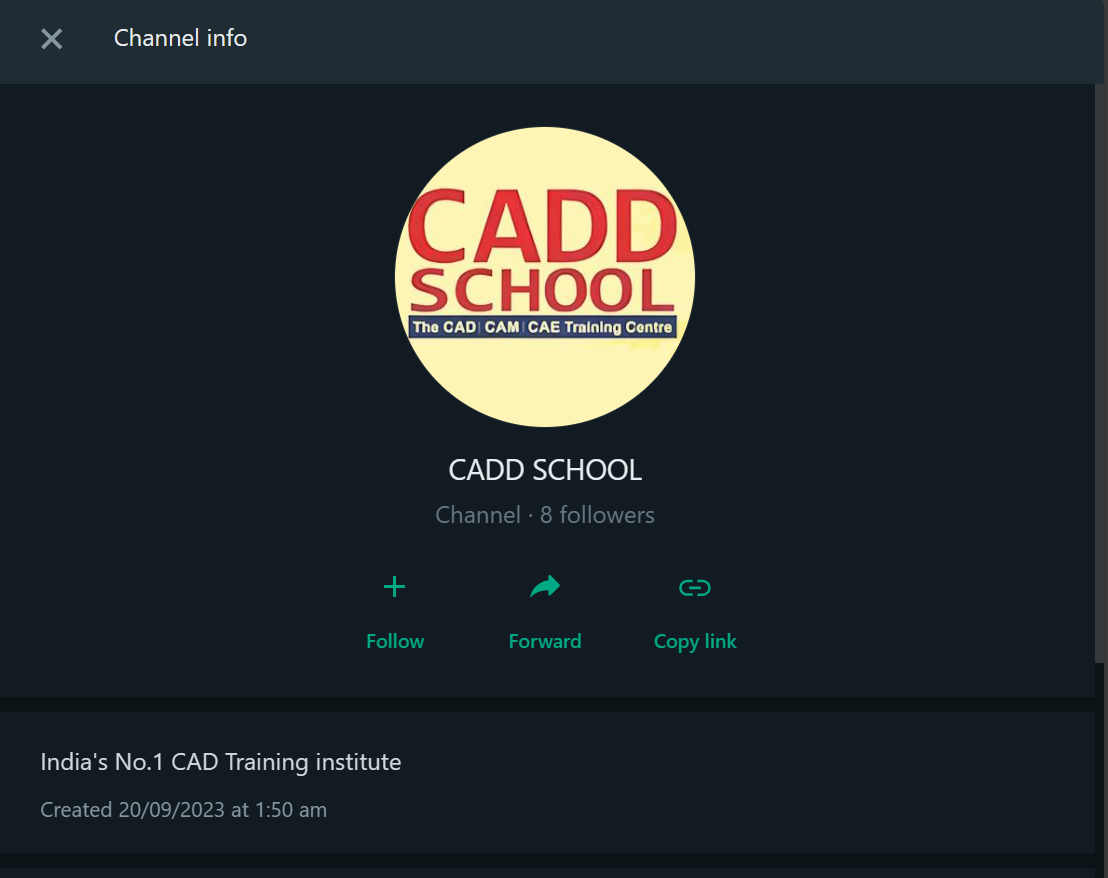 Channel info
CADD
SCHOOL
The CAD | CAM | CAE Training Centre
CADD SCHOOL
Channel · 8 followers
Follow
Forward
Copy link
India's No.1 CAD Training institute
Created 20/09/2023 at 1:50 am